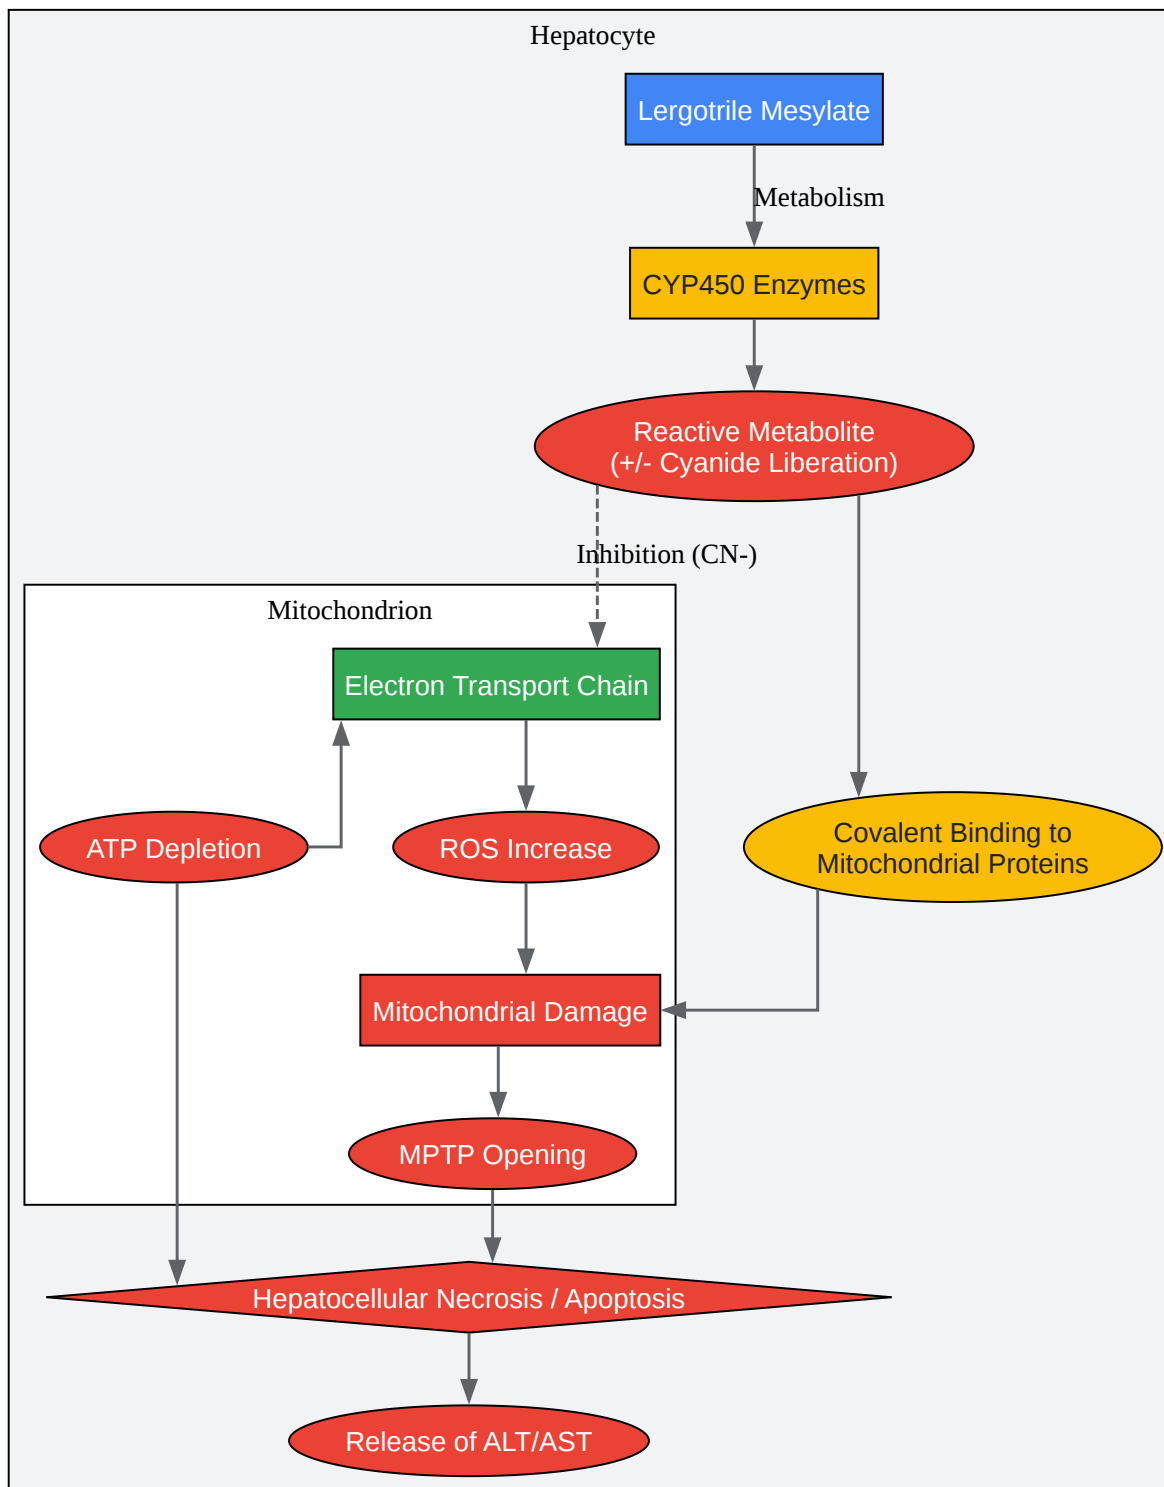 Hepatocyte
Lergotrile Mesylate
Metabolism
CYP450 Enzymes
Reactive Metabolite
(+/- Cyanide Liberation)
Inhibition (CN-)
Mitochondrion
Electron Transport Chain
ATP Depletion
ROS Increase
Covalent Binding to
Mitochondrial Proteins
Mitochondrial Damage
MPTP Opening
Hepatocellular Necrosis / Apoptosis
Release of ALT/AST